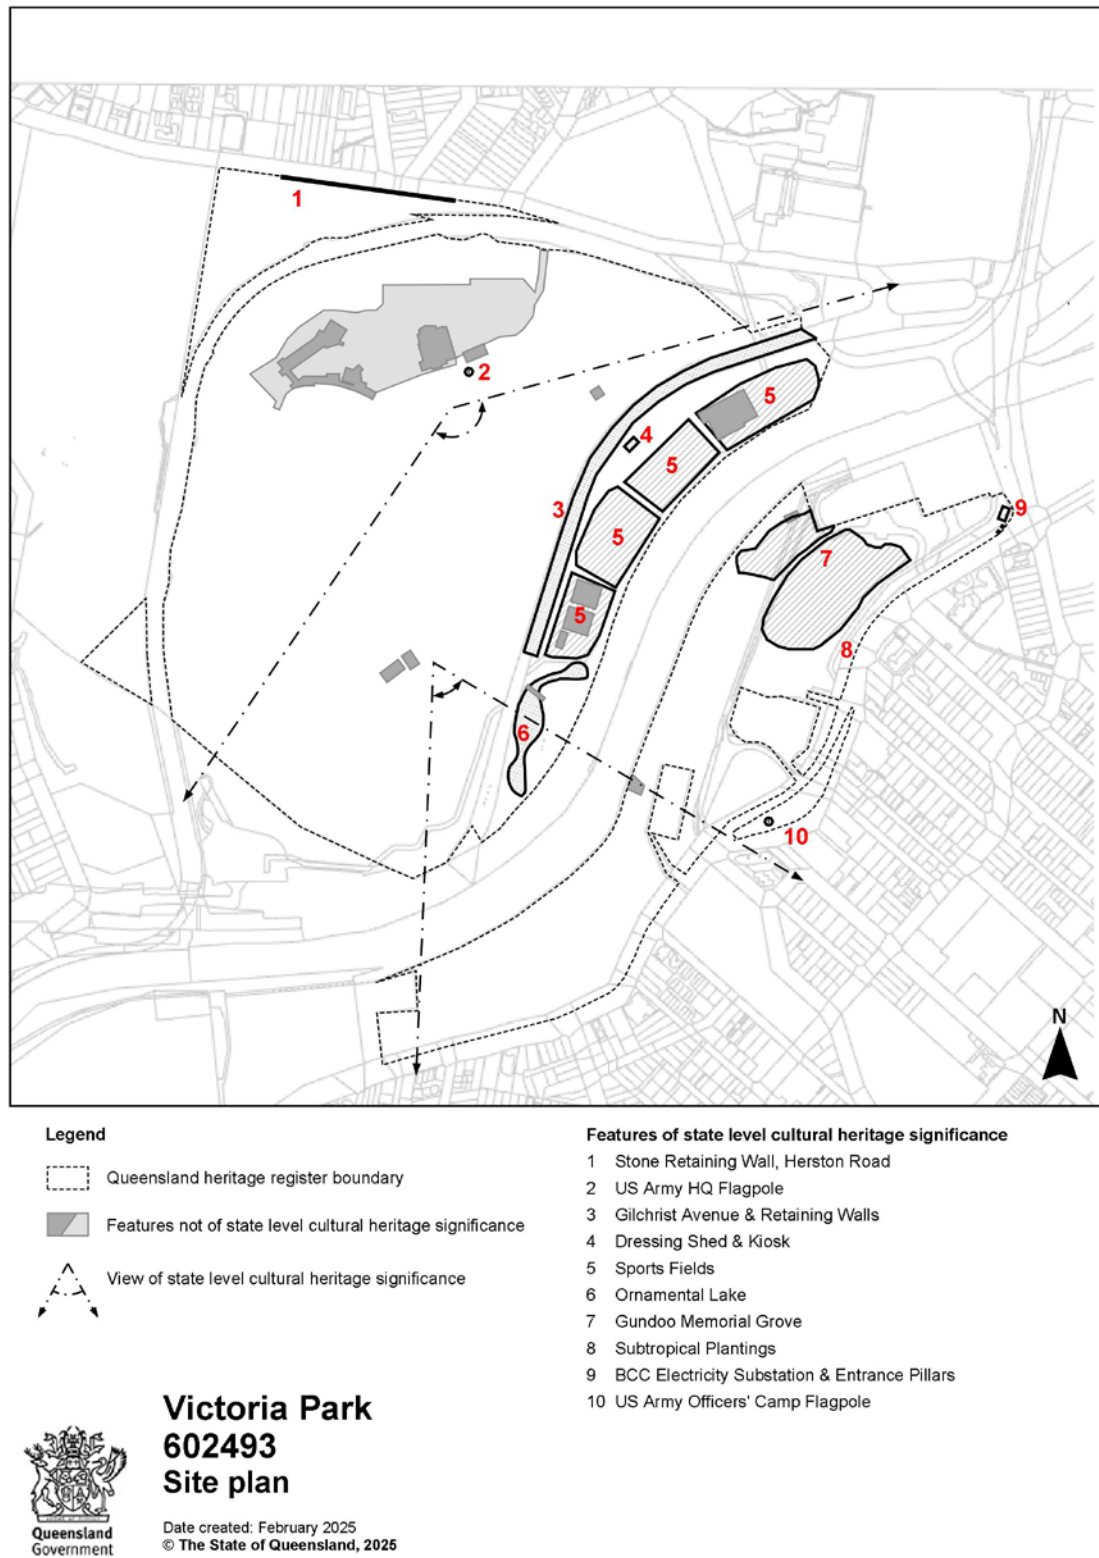 1
2
5
4
5
3
9
5
7
5
8
6
10
N
Legend
Queensland heritage register boundary
Features not of state level cultural heritage significance
View of state level cultural heritage significance
Features of state level cultural heritage significance
1 Stone Retaining Wall, Herston Road
2 US Army HQ Flagpole
3 Gilchrist Avenue & Retaining Walls
4 Dressing Shed & Kiosk
5 Sports Fields
6 Ornamental Lake
7 Gundoo Memorial Grove
8 Subtropical Plantings
9 BCC Electricity Substation & Entrance Pillars
10 US Army Officers' Camp Flagpole
Victoria Park
602493
Site plan
Date created: February 2025
© The State of Queensland, 2025
Queensland
Government